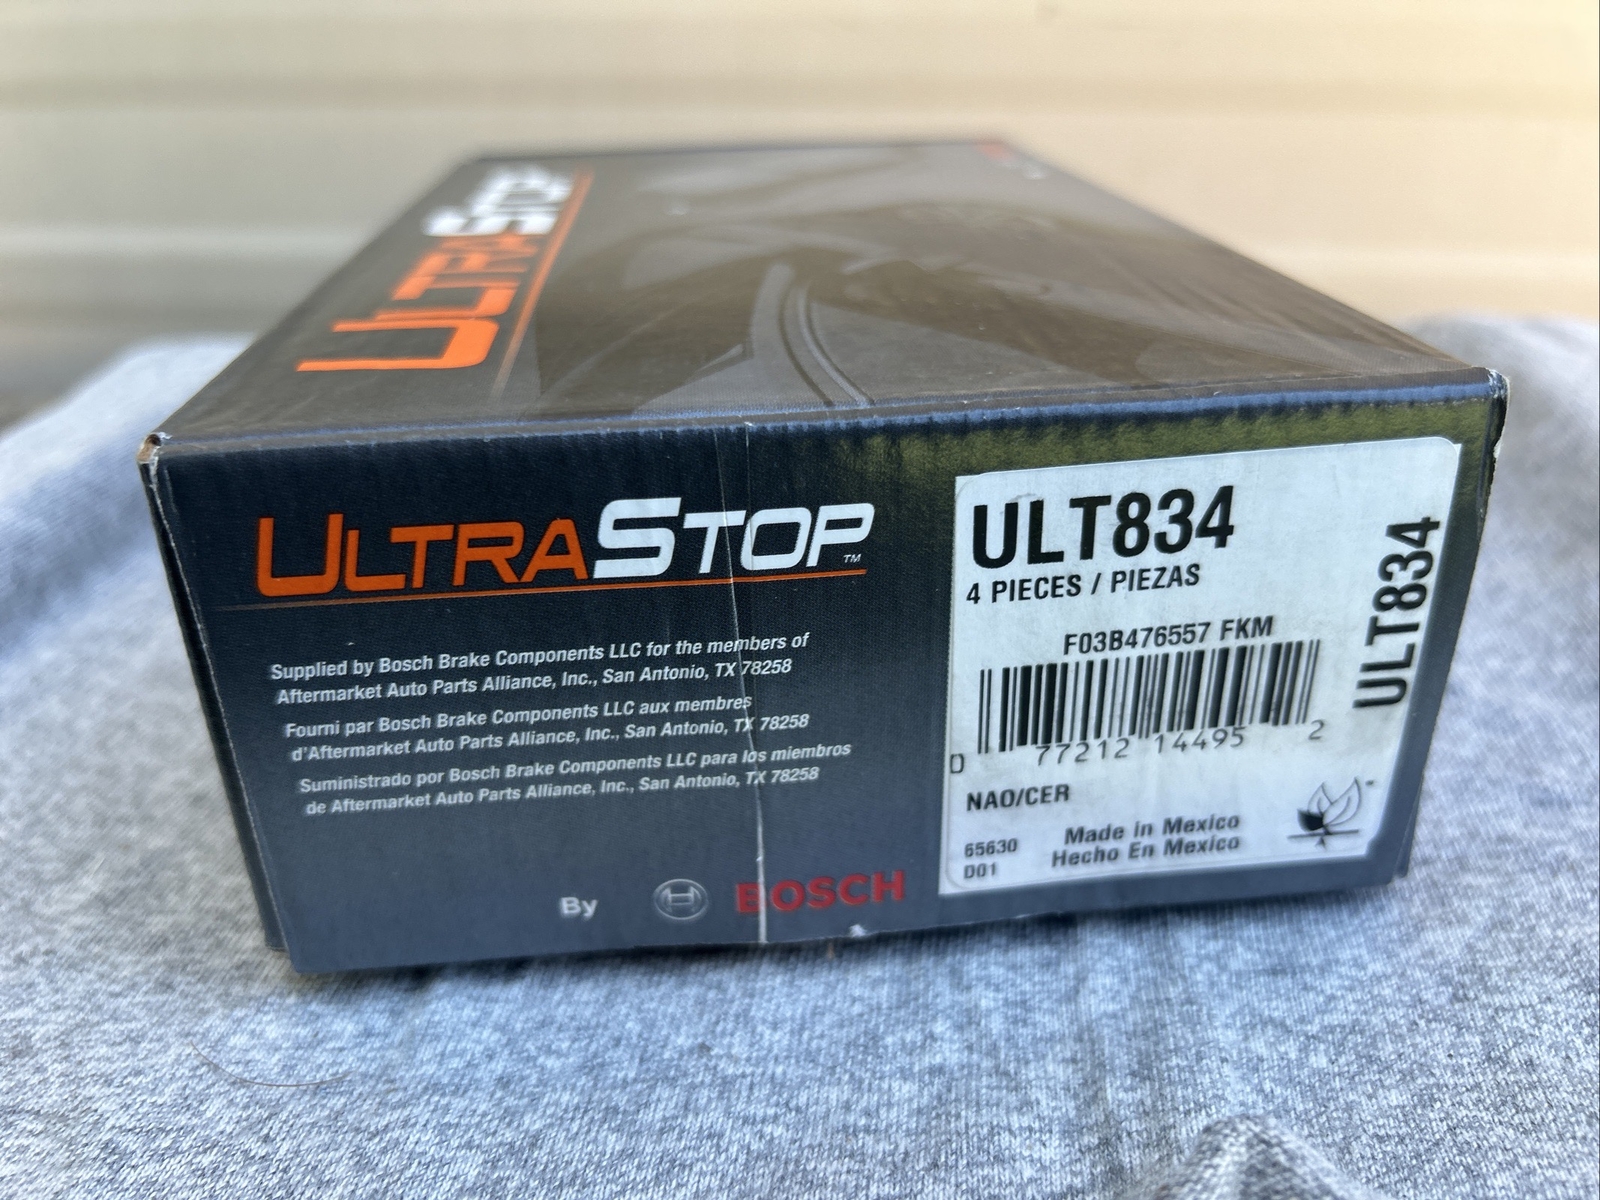 ULTRASTOP
ULTRASTOP™
Supplied by Bosch Brake Components LLC for the members of
Aftermarket Auto Parts Alliance, Inc., San Antonio, TX 78258
Fourni par Bosch Brake Components LLC aux membres
d'Aftermarket Auto Parts Alliance, Inc., San Antonio, TX 78258
Suministrado por Bosch Brake Components LLC para los miembros
de Aftermarket Auto Parts Alliance, Inc., San Antonio, TX 78258
By BOSCH
ULT834
4 PIECES / PIEZAS
F03B476557 FKM
0 77212 14495 2
NAO/CER
65630 Made in Mexico
D01 Hecho En Mexico
ULT834